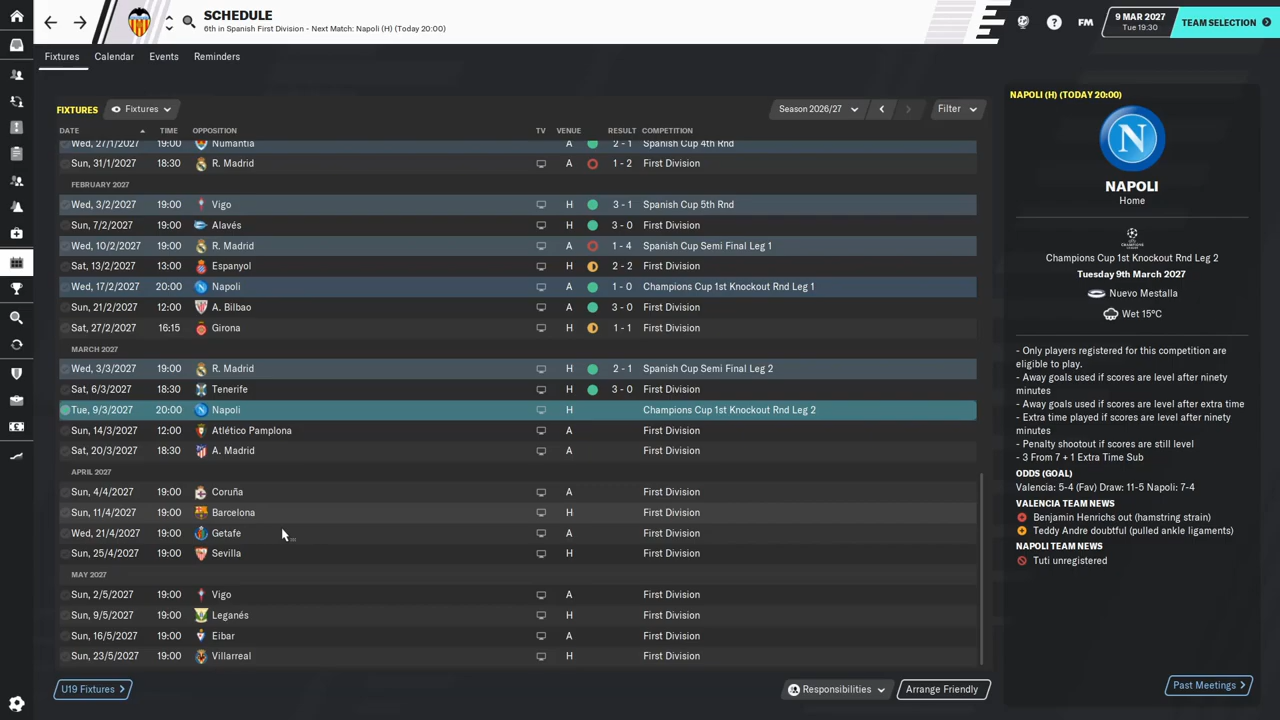 SCHEDULE
6th in Spanish First Division - Next Match: Napoli (H) (Today 20:00)
FM
9 MAR 2027
Tue 19:30
TEAM SELECTION
Fixtures Calendar Events Reminders
FIXTURES Fixtures Season 2026/27 Filter
DATE TIME OPPOSITION TV VENUE RESULT COMPETITION
Wed, 27/1/2027 19:00 Numantia A 2 - 1 Spanish Cup 4th Rnd
Sun, 31/1/2027 18:30 R. Madrid A 1 - 2 First Division
FEBRUARY 2027
Wed, 3/2/2027 19:00 Vigo H 3 - 1 Spanish Cup 5th Rnd
Sun, 7/2/2027 19:00 Alavés H 3 - 0 First Division
Wed, 10/2/2027 19:00 R. Madrid A 1 - 4 Spanish Cup Semi Final Leg 1
Sat, 13/2/2027 13:00 Espanyol H 2 - 2 First Division
Wed, 17/2/2027 20:00 Napoli A 1 - 0 Champions Cup 1st Knockout Rnd Leg 1
Sun, 21/2/2027 12:00 A. Bilbao A 3 - 0 First Division
Sat, 27/2/2027 16:15 Girona H 1 - 1 First Division
MARCH 2027
Wed, 3/3/2027 19:00 R. Madrid H 2 - 1 Spanish Cup Semi Final Leg 2
Sat, 6/3/2027 18:30 Tenerife H 3 - 0 First Division
Tue, 9/3/2027 20:00 Napoli H Champions Cup 1st Knockout Rnd Leg 2
Sun, 14/3/2027 12:00 Atlético Pamplona A First Division
Sat, 20/3/2027 18:30 A. Madrid A First Division
APRIL 2027
Sun, 4/4/2027 19:00 Coruña A First Division
Sun, 11/4/2027 19:00 Barcelona H First Division
Wed, 21/4/2027 19:00 Getafe A First Division
Sun, 25/4/2027 19:00 Sevilla H First Division
MAY 2027
Sun, 2/5/2027 19:00 Vigo A First Division
Sun, 9/5/2027 19:00 Leganés H First Division
Sun, 16/5/2027 19:00 Eibar A First Division
Sun, 23/5/2027 19:00 Villarreal H First Division
U19 Fixtures Responsibilities Arrange Friendly
NAPOLI (H) (TODAY 20:00)
N
NAPOLI
Home
Champions Cup 1st Knockout Rnd Leg 2
Tuesday 9th March 2027
Nuevo Mestalla
Wet 15°C
- Only players registered for this competition are
eligible to play.
- Away goals used if scores are level after ninety
minutes
- Away goals used if scores are level after extra time
- Extra time played if scores are level after ninety
minutes
- Penalty shootout if scores are still level
- 3 From 7 + 1 Extra Time Sub
ODDS (GOAL)
Valencia: 5-4 (Fav) Draw: 11-5 Napoli: 7-4
VALENCIA TEAM NEWS
Benjamin Henrichs out (hamstring strain)
Teddy Andre doubtful (pulled ankle ligaments)
NAPOLI TEAM NEWS
Tuti unregistered
Past Meetings